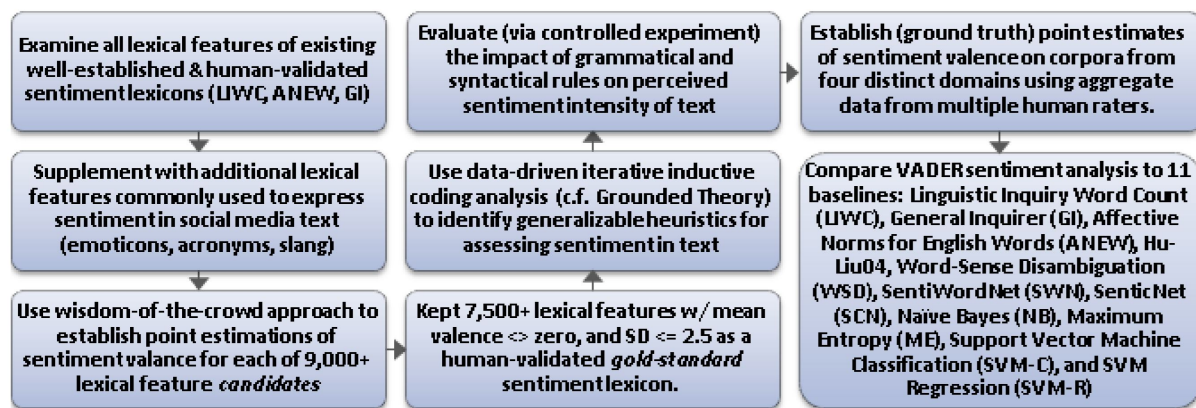 Examine all lexical features of existing
well-established & human-validated
sentiment lexicons (LIWC, ANEW, GI)
Supplement with additional lexical
features commonly used to express
sentiment in social media text
(emoticons, acronyms, slang)
Use wisdom-of-the-crowd approach to
establish point estimations of
sentiment valance for each of 9,000+
lexical feature candidates
Kept 7,500+ lexical features w/ mean
valence <> zero, and SD <= 2.5 as a
human-validated gold-standard
sentiment lexicon.
Use data-driven iterative inductive
coding analysis (c.f. Grounded Theory)
to identify generalizable heuristics for
assessing sentiment in text
Evaluate (via controlled experiment)
the impact of grammatical and
syntactical rules on perceived
sentiment intensity of text
Establish (ground truth) point estimates
of sentiment valence on corpora from
four distinct domains using aggregate
data from multiple human raters.
Compare VADER sentiment analysis to 11
baselines: Linguistic Inquiry Word Count
(LIWC), General Inquirer (GI), Affective
Norms for English Words (ANEW), Hu-
Liu04, Word-Sense Disambiguation
(WSD), SentiWordNet (SWN), SenticNet
(SCN), Naïve Bayes (NB), Maximum
Entropy (ME), Support Vector Machine
Classification (SVM-C), and SVM
Regression (SVM-R)